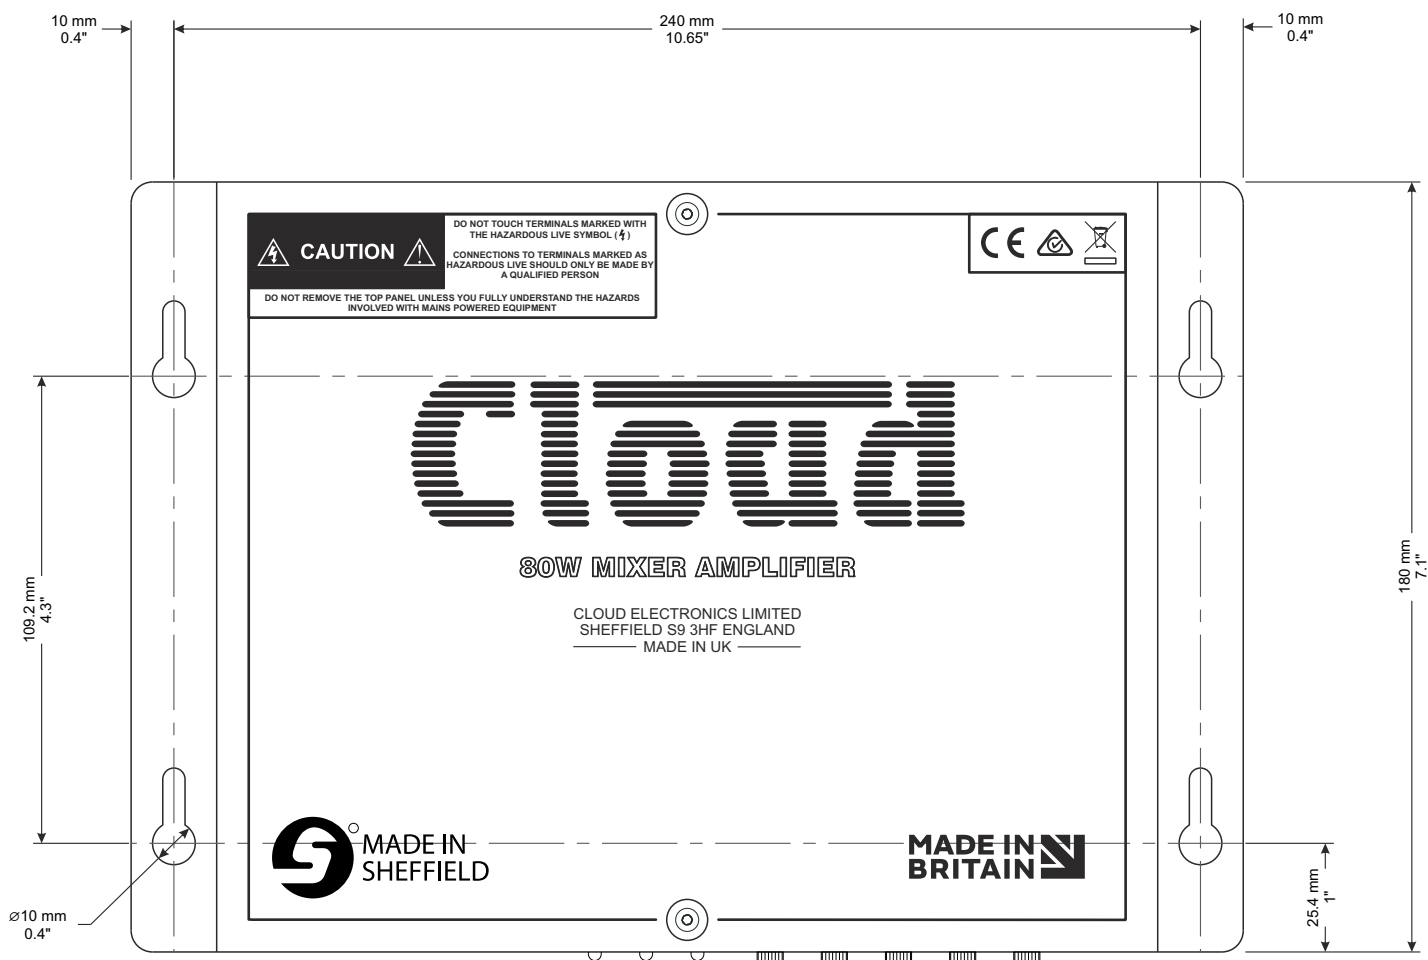 10 mm
0.4"
240 mm
10.65"
10 mm
0.4"
CAUTION
DO NOT TOUCH TERMINALS MARKED WITH
THE HAZARDOUS LIVE SYMBOL ( )
CONNECTIONS TO TERMINALS MARKED AS
HAZARDOUS LIVE SHOULD ONLY BE MADE BY
A QUALIFIED PERSON
DO NOT REMOVE THE TOP PANEL UNLESS YOU FULLY UNDERSTAND THE HAZARDS
INVOLVED WITH MAINS POWERED EQUIPMENT
CE
Cloud
80W MIXER AMPLIFIER
CLOUD ELECTRONICS LIMITED
SHEFFIELD S9 3HF ENGLAND
MADE IN UK
109.2 mm
4.3"
180 mm
7.1"
MADE IN
SHEFFIELD
MADE IN
BRITAIN
25.4 mm
1"
⌀10 mm
0.4"